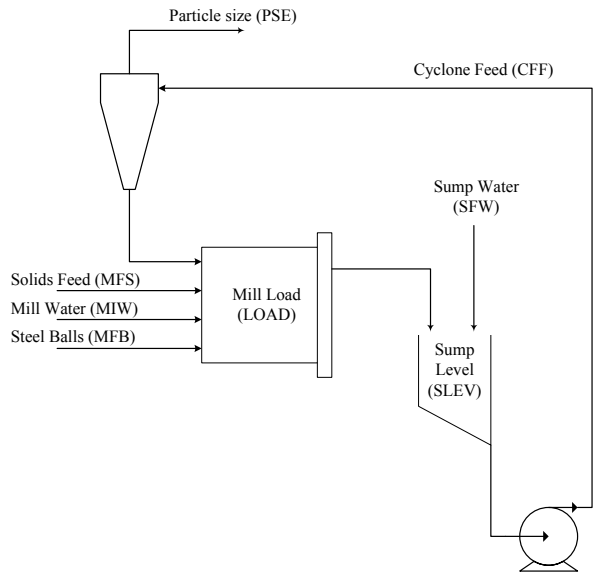 Particle size (PSE)
Cyclone Feed (CFF)
Sump Water
(SFW)
Solids Feed (MFS)
Mill Water (MIW)
Steel Balls (MFB)
Mill Load
(LOAD)
Sump
Level
(SLEV)